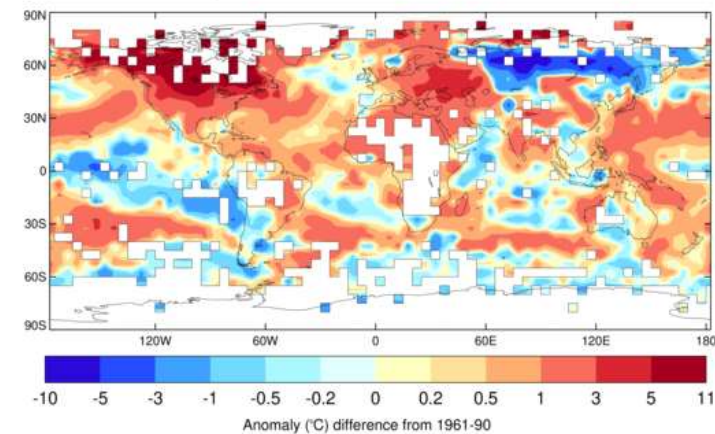 90N
60N
30N
0
30S
60S
90S
120W 60W 0 60E 120E 180
-10 -5 -3 -1 -0.5 -0.2 0 0.2 0.5 1 3 5 11
Anomaly (°C) difference from 1961-90